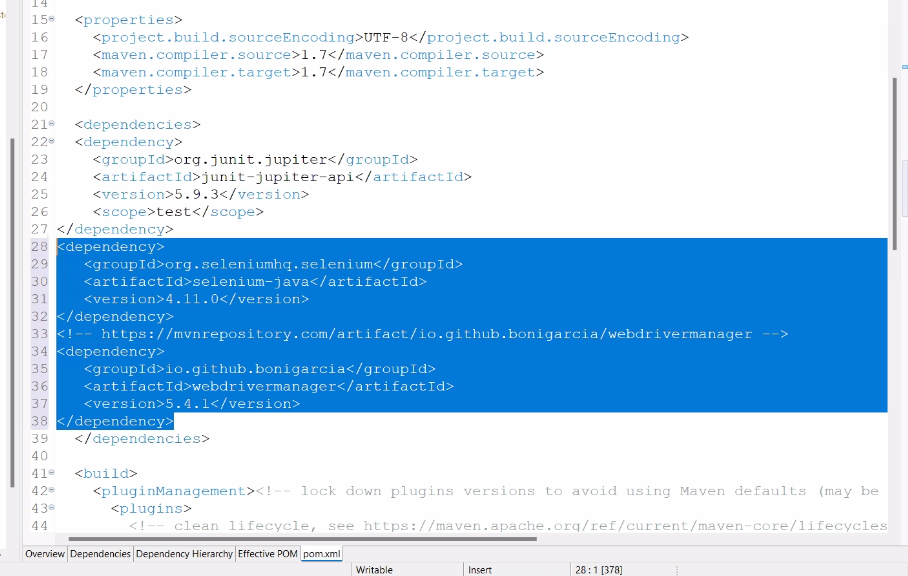 14
15 <properties>
16 <project.build.sourceEncoding>UTF-8</project.build.sourceEncoding>
17 <maven.compiler.source>1.7</maven.compiler.source>
18 <maven.compiler.target>1.7</maven.compiler.target>
19 </properties>
20
21 <dependencies>
22 <dependency>
23 <groupId>org.junit.jupiter</groupId>
24 <artifactId>junit-jupiter-api</artifactId>
25 <version>5.9.3</version>
26 <scope>test</scope>
27 </dependency>
28 <dependency>
29 <groupId>org.seleniumhq.selenium</groupId>
30 <artifactId>selenium-java</artifactId>
31 <version>4.11.0</version>
32 </dependency>
33 <!-- https://mvnrepository.com/artifact/io.github.bonigarcia/webdrivermanager -->
34 <dependency>
35 <groupId>io.github.bonigarcia</groupId>
36 <artifactId>webdrivermanager</artifactId>
37 <version>5.4.1</version>
38 </dependency>
39 </dependencies>
40
41 <build>
42 <pluginManagement><!-- lock down plugins versions to avoid using Maven defaults (may be
43 <plugins>
44 <!-- clean lifecycle, see https://maven.apache.org/ref/current/maven-core/lifecycles
Overview Dependencies Dependency Hierarchy Effective POM pom.xml
Writable Insert 28 : 1 [378]